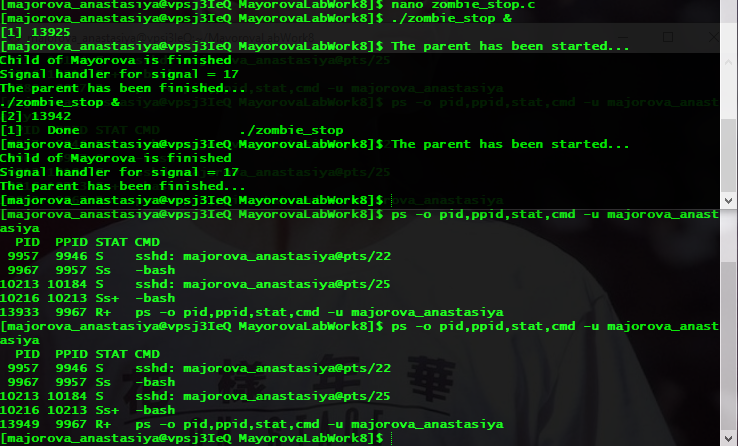 [majorova_anastasiya@vpsj3IeQ MayorovaLabWork8]$ nano zombie_stop.c
[majorova_anastasiya@vpsj3IeQ MayorovaLabWork8]$ ./zombie_stop &
[1] 13925
[majorova_anastasiya@vpsj3IeQ MayorovaLabWork8]$ The parent has been started...
Child of Mayorova is finished
Signal handler for signal = 17
The parent has been finished...
./zombie_stop &
[2] 13942
[1]   Done                    ./zombie_stop
[majorova_anastasiya@vpsj3IeQ MayorovaLabWork8]$ The parent has been started...
Child of Mayorova is finished
Signal handler for signal = 17
The parent has been finished...
[majorova_anastasiya@vpsj3IeQ MayorovaLabWork8]$
[majorova_anastasiya@vpsj3IeQ MayorovaLabWork8]$ ps -o pid,ppid,stat,cmd -u majorova_anast
asiya
  PID  PPID STAT CMD
 9957  9946 S    sshd: majorova_anastasiya@pts/22
 9967  9957 Ss   -bash
10213 10184 S    sshd: majorova_anastasiya@pts/25
10216 10213 Ss+  -bash
13933  9967 R+   ps -o pid,ppid,stat,cmd -u majorova_anastasiya
[majorova_anastasiya@vpsj3IeQ MayorovaLabWork8]$ ps -o pid,ppid,stat,cmd -u majorova_anast
asiya
  PID  PPID STAT CMD
 9957  9946 S    sshd: majorova_anastasiya@pts/22
 9967  9957 Ss   -bash
10213 10184 S    sshd: majorova_anastasiya@pts/25
10216 10213 Ss+  -bash
13949  9967 R+   ps -o pid,ppid,stat,cmd -u majorova_anastasiya
[majorova_anastasiya@vpsj3IeQ MayorovaLabWork8]$
樣 年 華